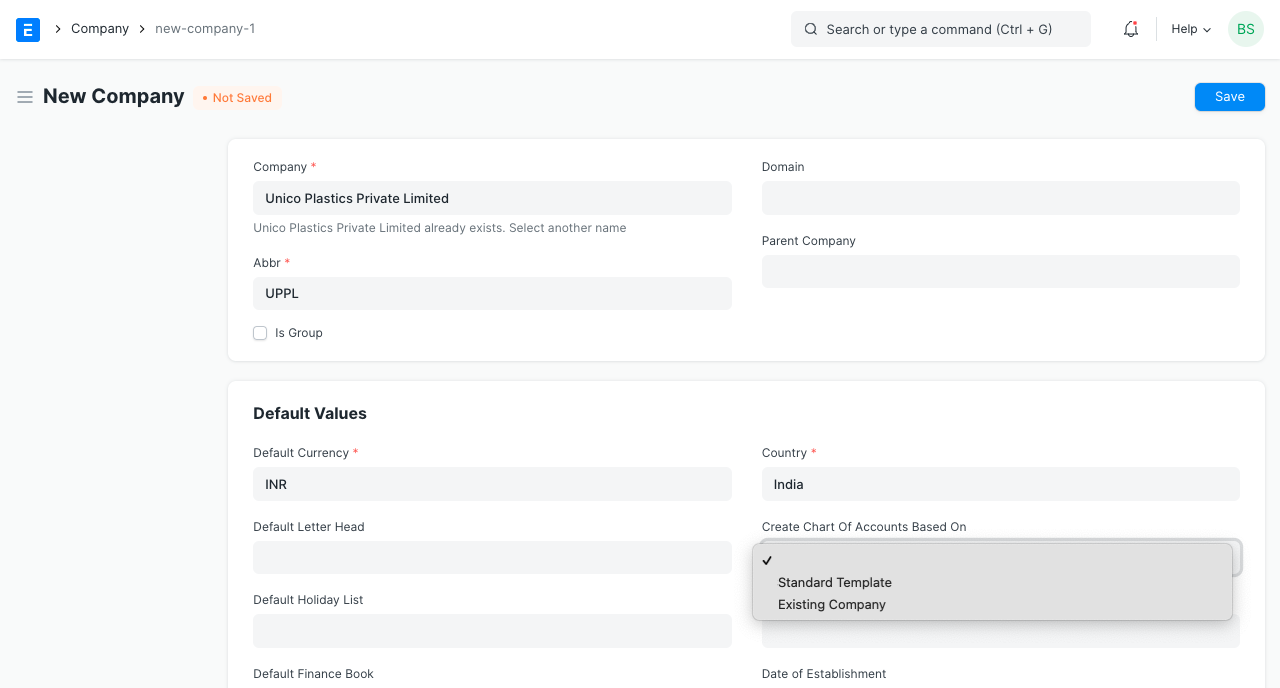 E
Company
new-company-1
Search or type a command (Ctrl + G)
Help
BS
New Company
Not Saved
Save
Company *
Unico Plastics Private Limited
Unico Plastics Private Limited already exists. Select another name
Abbr *
UPPL
Is Group
Domain
Parent Company
Default Values
Default Currency *
INR
Default Letter Head
Default Holiday List
Default Finance Book
Country *
India
Create Chart Of Accounts Based On
Standard Template
Existing Company
Date of Establishment